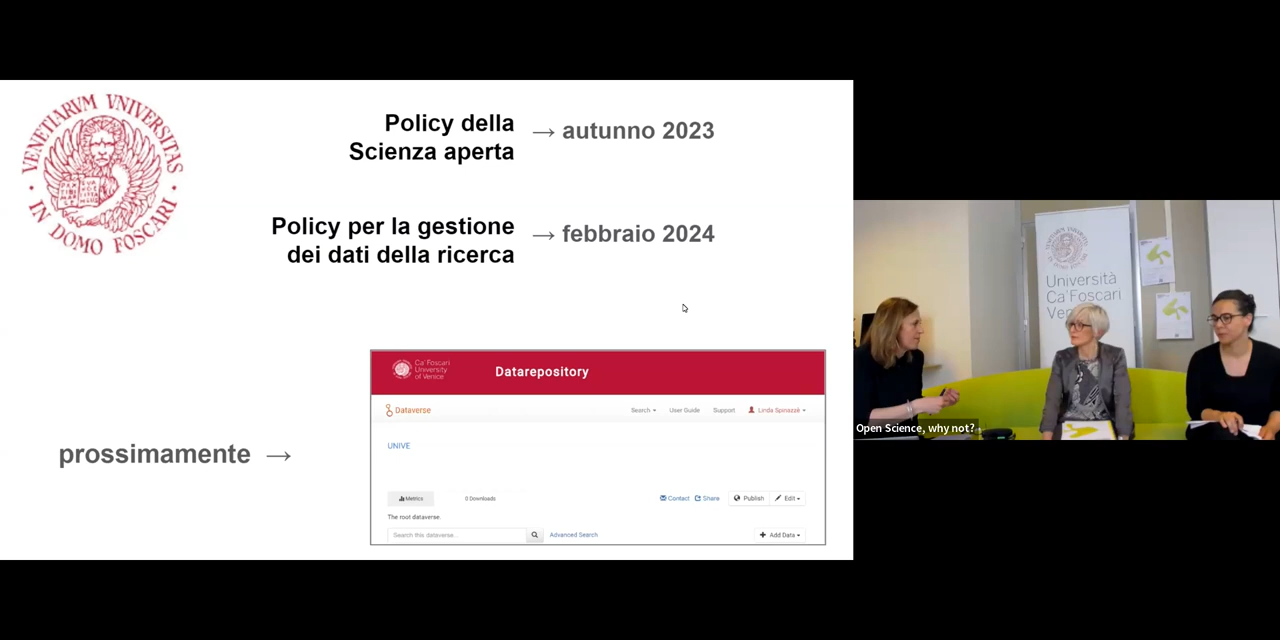 VENETIARVM VNIVERSITAS
IN DOMO FOSCARI
Policy della
Scienza aperta
→ autunno 2023
Policy per la gestione
dei dati della ricerca
→ febbraio 2024
prossimamente →
Ca' Foscari
University
of Venice
Datarepository
Dataverse
Search
User Guide
Support
Linda Spinazzè
UNIVE
Metrics
0 Downloads
Contact
Share
Publish
Edit
The root dataverse.
Search this dataverse...
Advanced Search
Add Data
Università
Ca'Foscari
Open Science, why not?